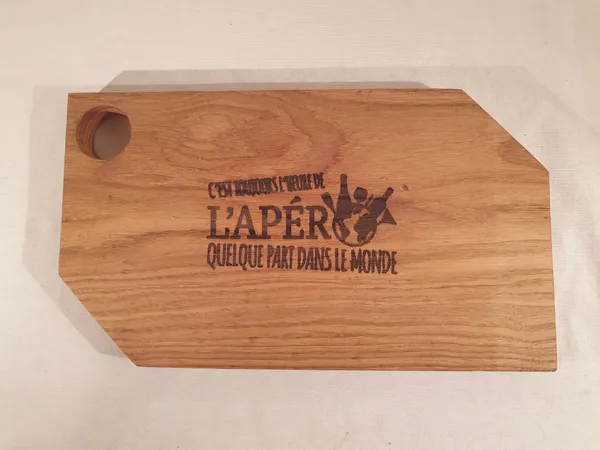 C'EST TOUJOURS L'HEURE DE
L'APÉRO
QUELQUE PART DANS LE MONDE